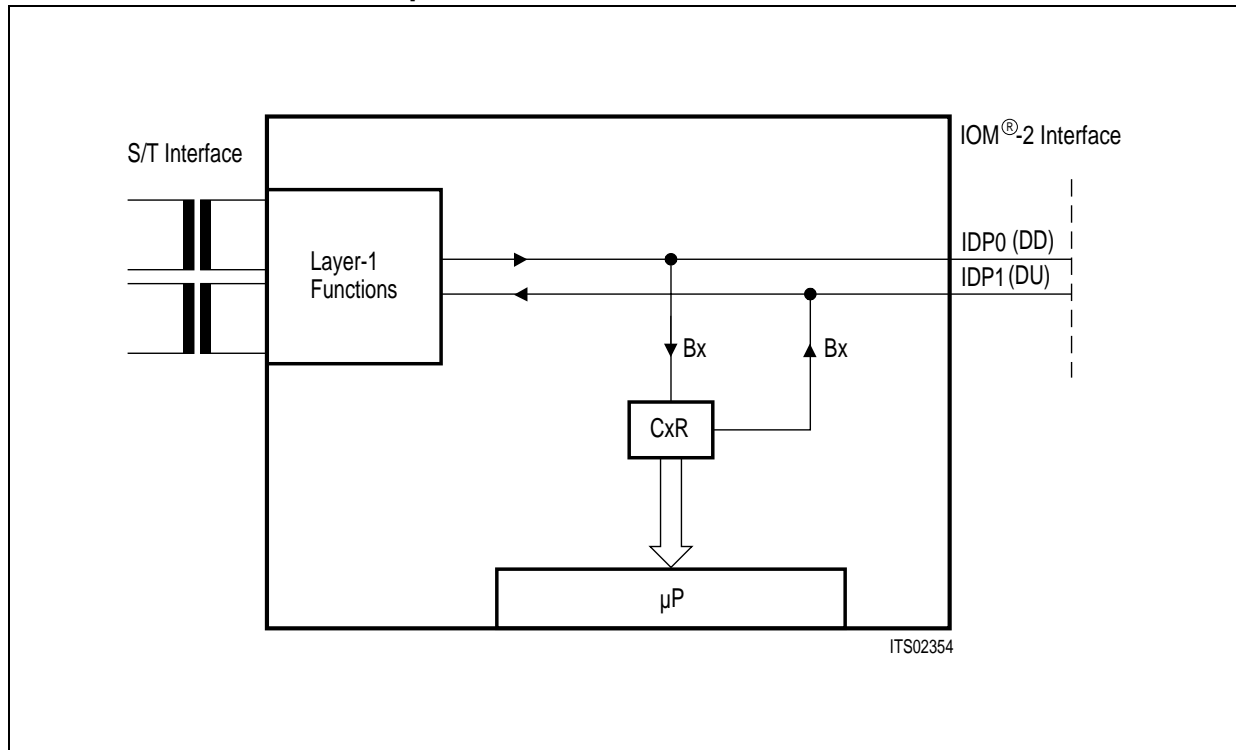 S/T Interface
IOM®-2 Interface
Layer-1
Functions
IDP0 (DD)
IDP1 (DU)
Bx
Bx
CxR
µP
ITS02354